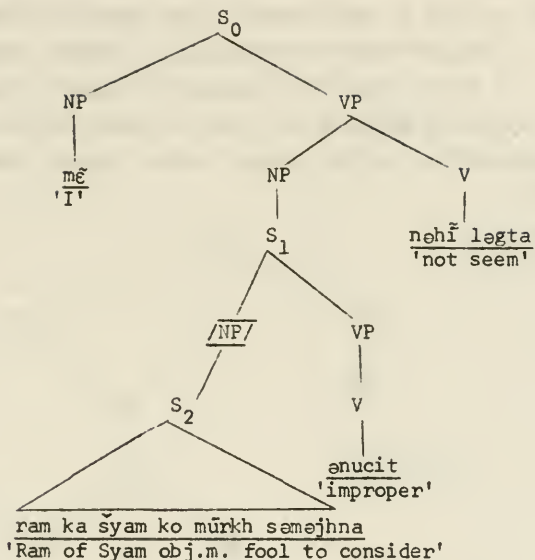 S0
NP VP
mɛ̃
'I'
NP V
S1
nəhĩ ləgta
'not seem'
/NP/ VP
S2 V
ənucit
'improper'
ram ka šyam ko mūrkh səməjhna
'Ram of Syam obj.m. fool to consider'